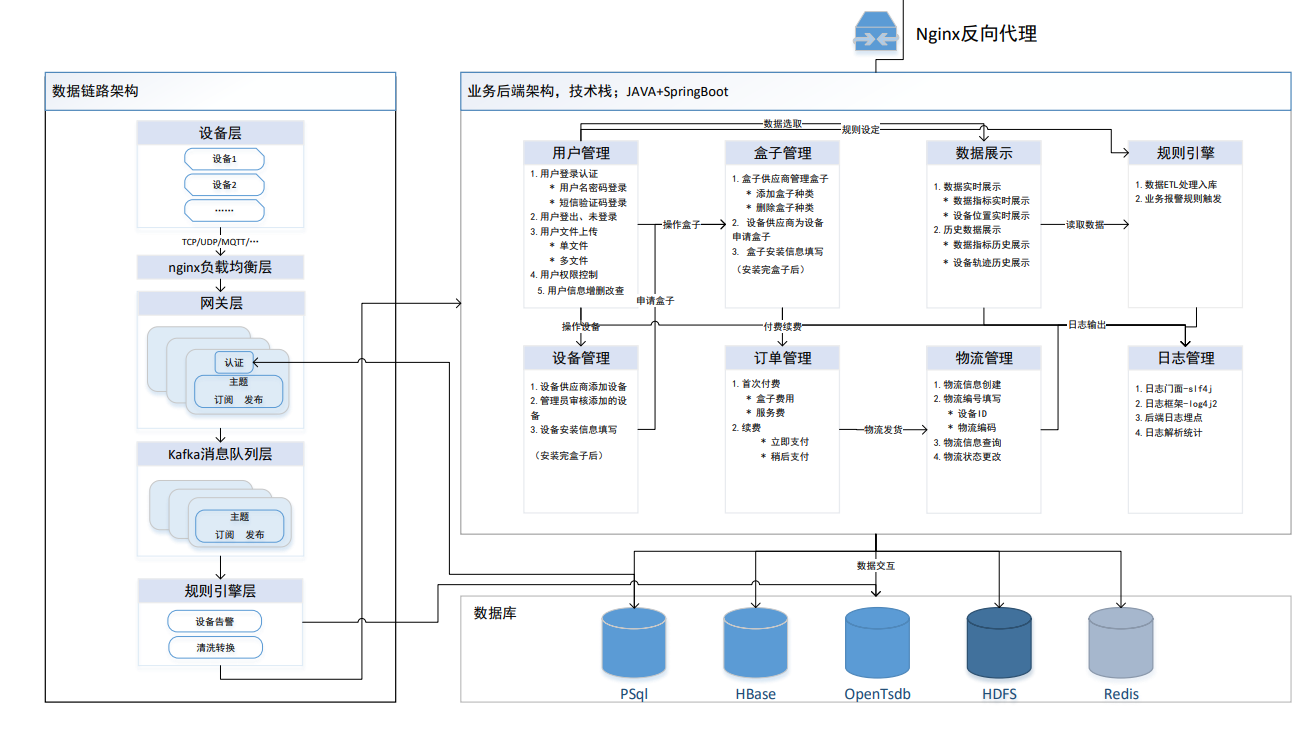 Nginx反向代理
数据链路架构
设备层
设备1
设备2
……
TCP/UDP/MQTT/…
nginx负载均衡层
网关层
认证
主题
订阅 发布
Kafka消息队列层
主题
订阅 发布
规则引擎层
设备告警
清洗转换
业务后端架构，技术栈；JAVA+SpringBoot
数据选取
规则设定
用户管理
1. 用户登录认证
* 用户名密码登录
* 短信验证码登录
2. 用户登出、未登录
3. 用户文件上传
* 单文件
* 多文件
4. 用户权限控制
5. 用户信息增删改查
操作盒子
申请盒子
盒子管理
1. 盒子供应商管理盒子
* 添加盒子种类
* 删除盒子种类
2. 设备供应商为设备
申请盒子
3. 盒子安装信息填写
（安装完盒子后）
数据展示
1. 数据实时展示
* 数据指标实时展示
* 设备位置实时展示
2. 历史数据展示
* 数据指标历史展示
* 设备轨迹历史展示
读取数据
规则引擎
1. 数据ETL处理入库
2. 业务报警规则触发
操作设备
付费续费
日志输出
设备管理
1. 设备供应商添加设备
2. 管理员审核添加的设
备
3. 设备安装信息填写
（安装完盒子后）
订单管理
1. 首次付费
* 盒子费用
* 服务费
2. 续费
* 立即支付
* 稍后支付
物流发货
物流管理
1. 物流信息创建
2. 物流编号填写
* 设备ID
* 物流编码
3. 物流信息查询
4. 物流状态更改
日志管理
1. 日志门面-slf4j
2. 日志框架-log4j2
3. 后端日志埋点
4. 日志解析统计
数据交互
数据库
PSql
HBase
OpenTsdb
HDFS
Redis